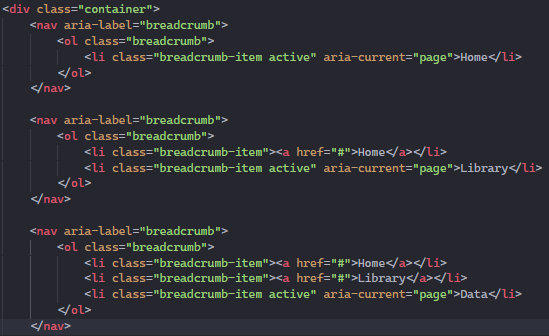 <div class="container">
    <nav aria-label="breadcrumb">
        <ol class="breadcrumb">
            <li class="breadcrumb-item active" aria-current="page">Home</li>
        </ol>
    </nav>

    <nav aria-label="breadcrumb">
        <ol class="breadcrumb">
            <li class="breadcrumb-item"><a href="#">Home</a></li>
            <li class="breadcrumb-item active" aria-current="page">Library</li>
        </ol>
    </nav>

    <nav aria-label="breadcrumb">
        <ol class="breadcrumb">
            <li class="breadcrumb-item"><a href="#">Home</a></li>
            <li class="breadcrumb-item"><a href="#">Library</a></li>
            <li class="breadcrumb-item active" aria-current="page">Data</li>
        </ol>
    </nav>